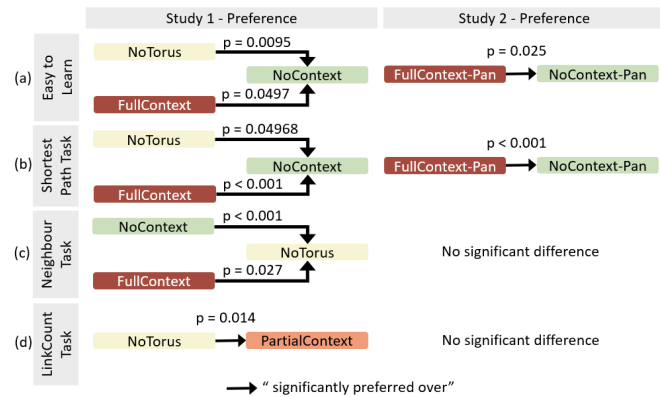 Study 1 - Preference
Study 2 - Preference
(a)
Easy to
Learn
NoTorus
p = 0.0095
NoContext
FullContext
p = 0.0497
p = 0.025
FullContext-Pan
NoContext-Pan
(b)
Shortest
Path Task
NoTorus
p = 0.04968
NoContext
FullContext
p < 0.001
p < 0.001
FullContext-Pan
NoContext-Pan
(c)
Neighbour
Task
NoContext
p < 0.001
NoTorus
FullContext
p = 0.027
No significant difference
(d)
LinkCount
Task
p = 0.014
NoTorus
PartialContext
No significant difference
“ significantly preferred over”